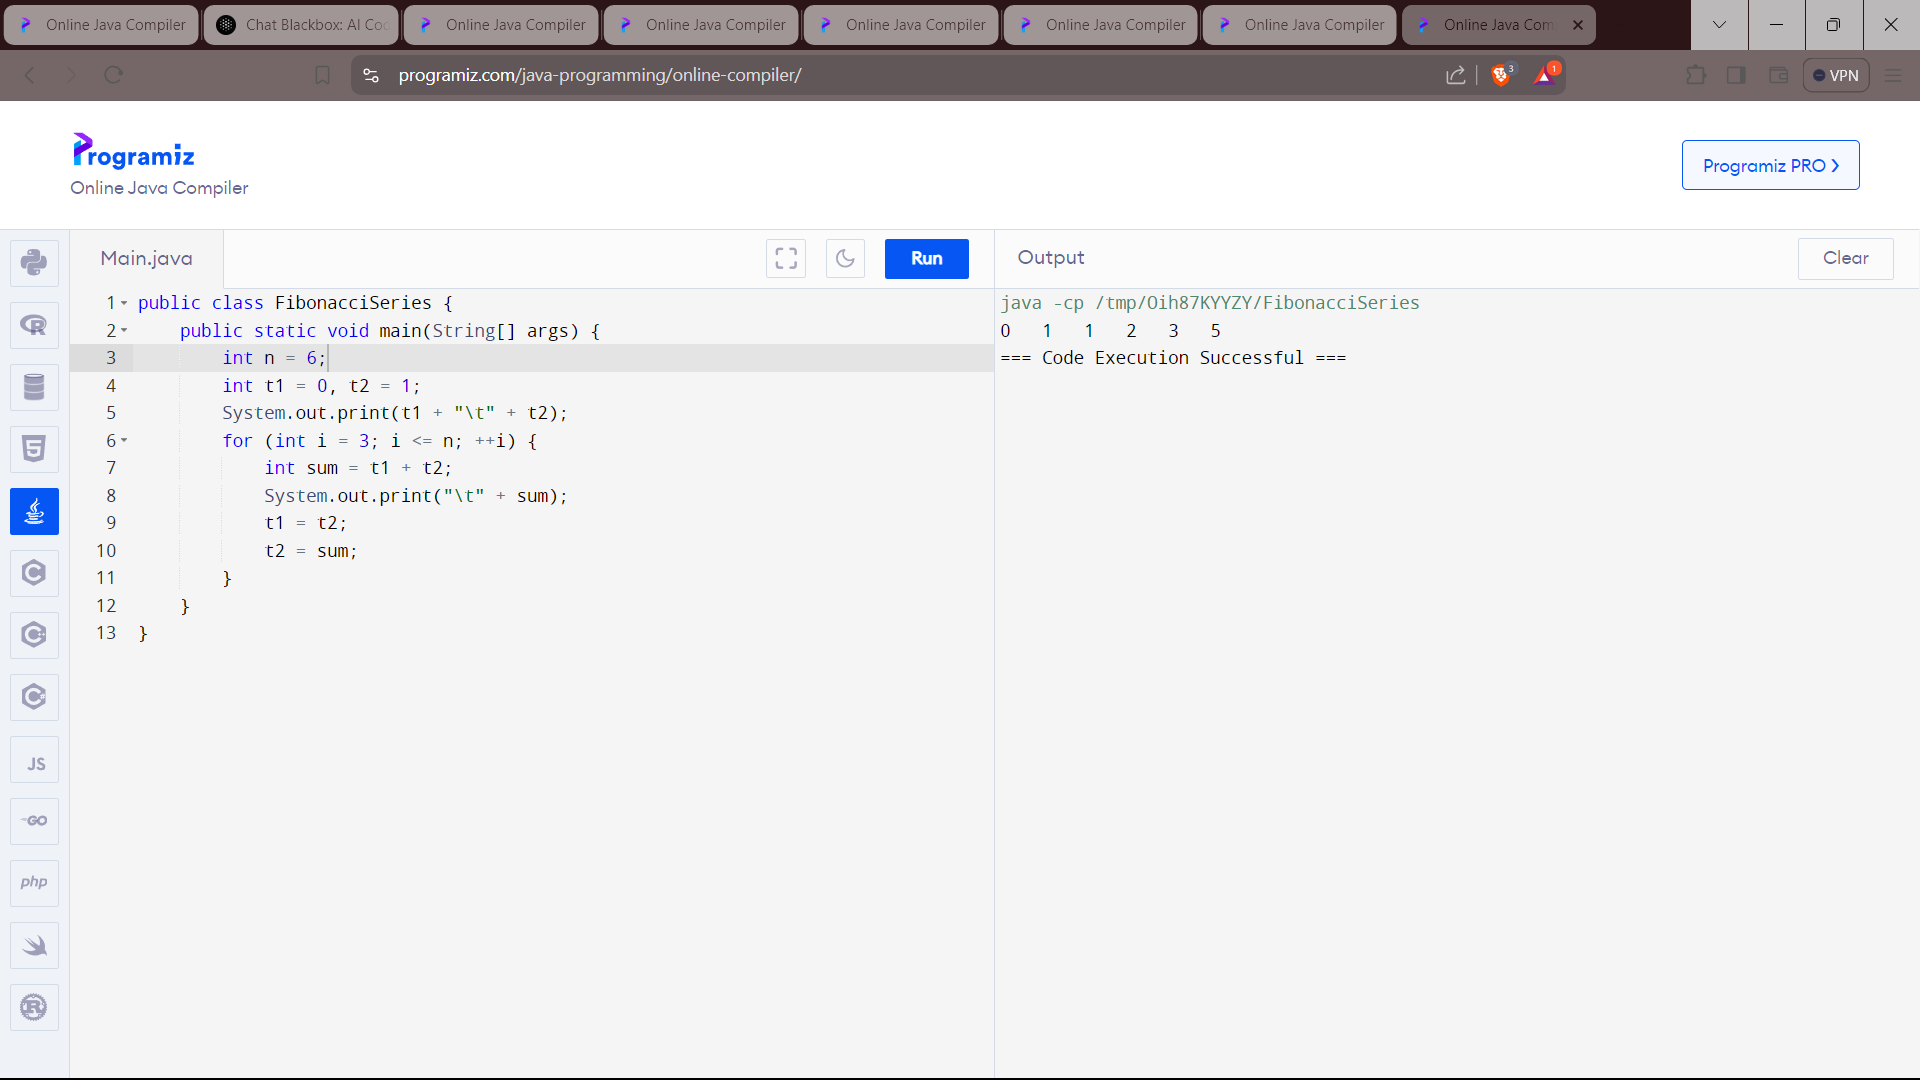 Online Java Compiler
Chat Blackbox: AI Co
Online Java Compiler
Online Java Compiler
Online Java Compiler
Online Java Compiler
Online Java Compiler
Online Java Com
programiz.com/java-programming/online-compiler/
3
1
VPN
Programiz
Online Java Compiler
Programiz PRO
Main.java
Run
Output
Clear
1 public class FibonacciSeries {
2 public static void main(String[] args) {
3 int n = 6;
4 int t1 = 0, t2 = 1;
5 System.out.print(t1 + "\t" + t2);
6 for (int i = 3; i <= n; ++i) {
7 int sum = t1 + t2;
8 System.out.print("\t" + sum);
9 t1 = t2;
10 t2 = sum;
11 }
12 }
13 }
java -cp /tmp/Oih87KYYZY/FibonacciSeries
0 1 1 2 3 5
=== Code Execution Successful ===
R
5
C
C
C
JS
GO
php
R